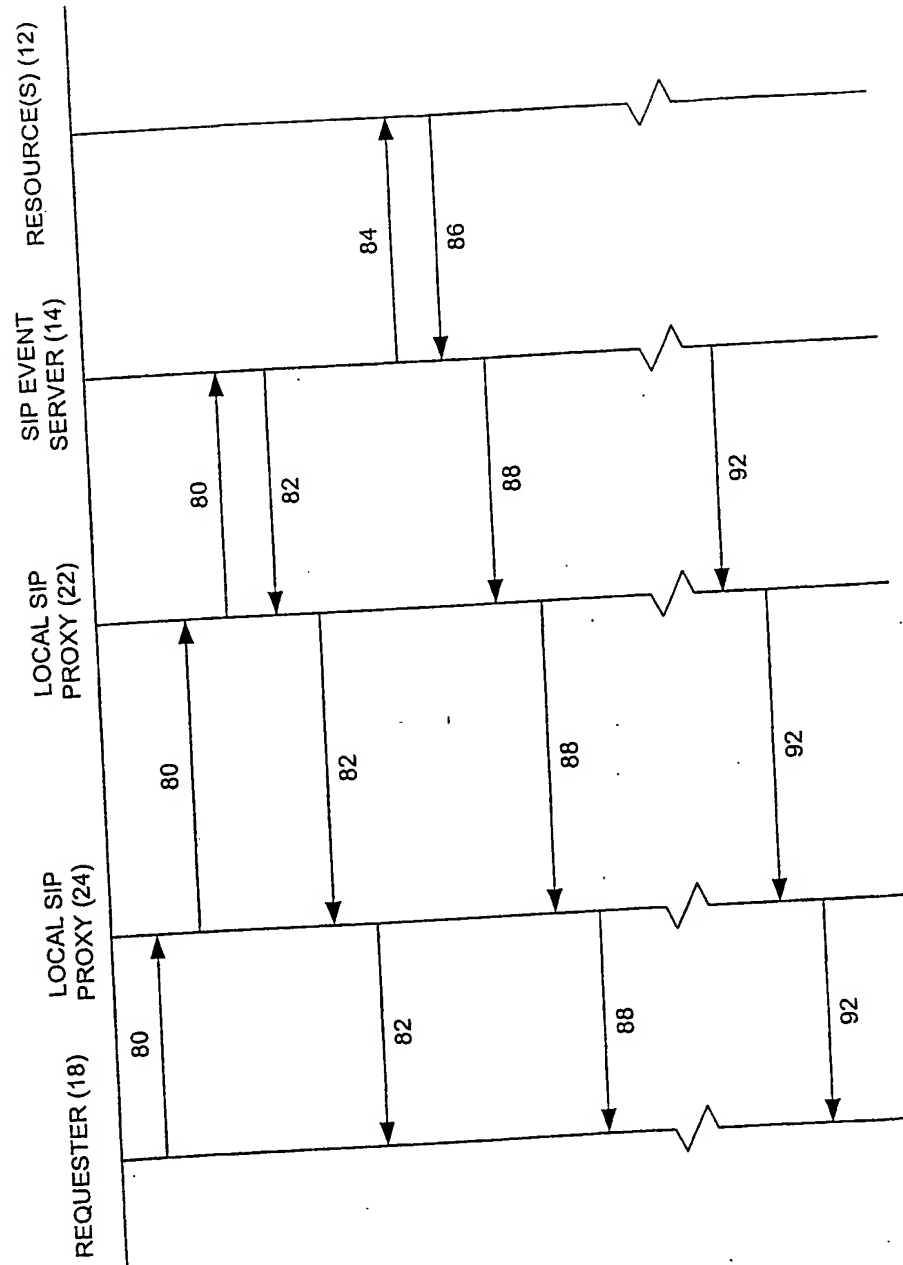 REQUESTER (18)
LOCAL SIP
PROXY (24)
LOCAL SIP
PROXY (22)
SIP EVENT
SERVER (14)
RESOURCE(S) (12)
80
80
80
82
82
82
84
86
88
88
88
92
92
92